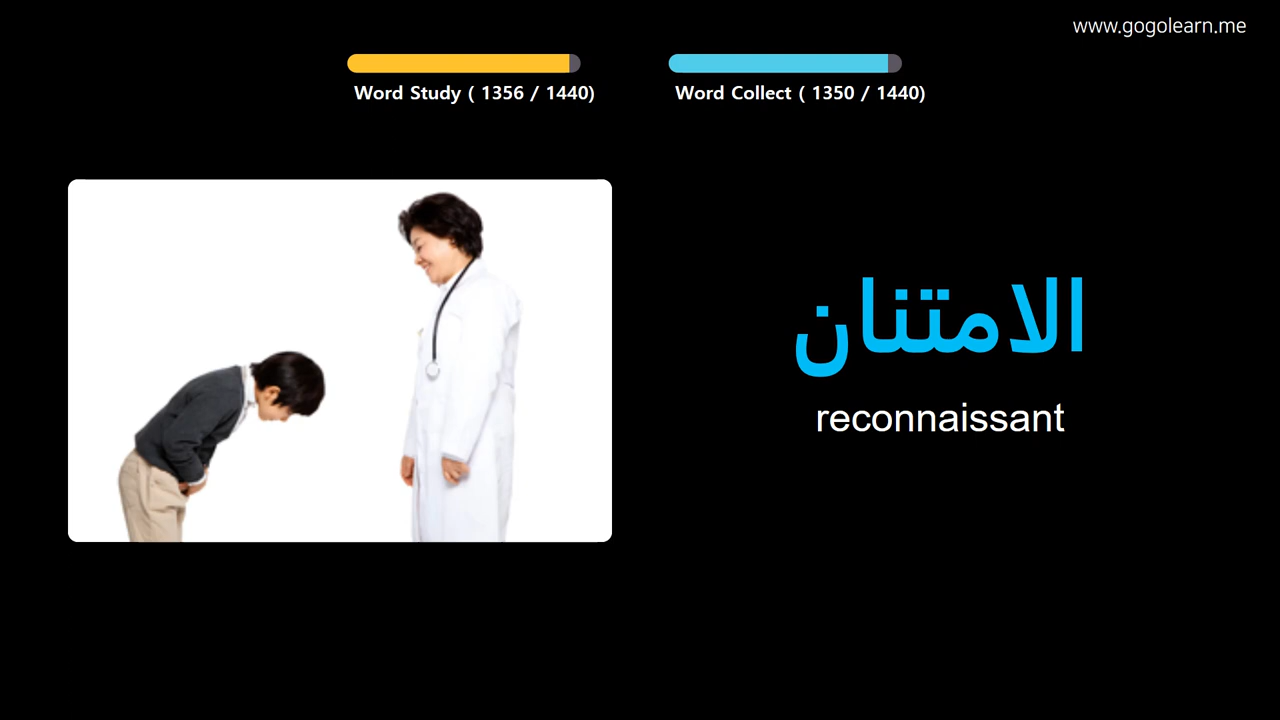 www.gogolearn.me
Word Study ( 1356 / 1440)
Word Collect ( 1350 / 1440)
الامتنان
reconnaissant